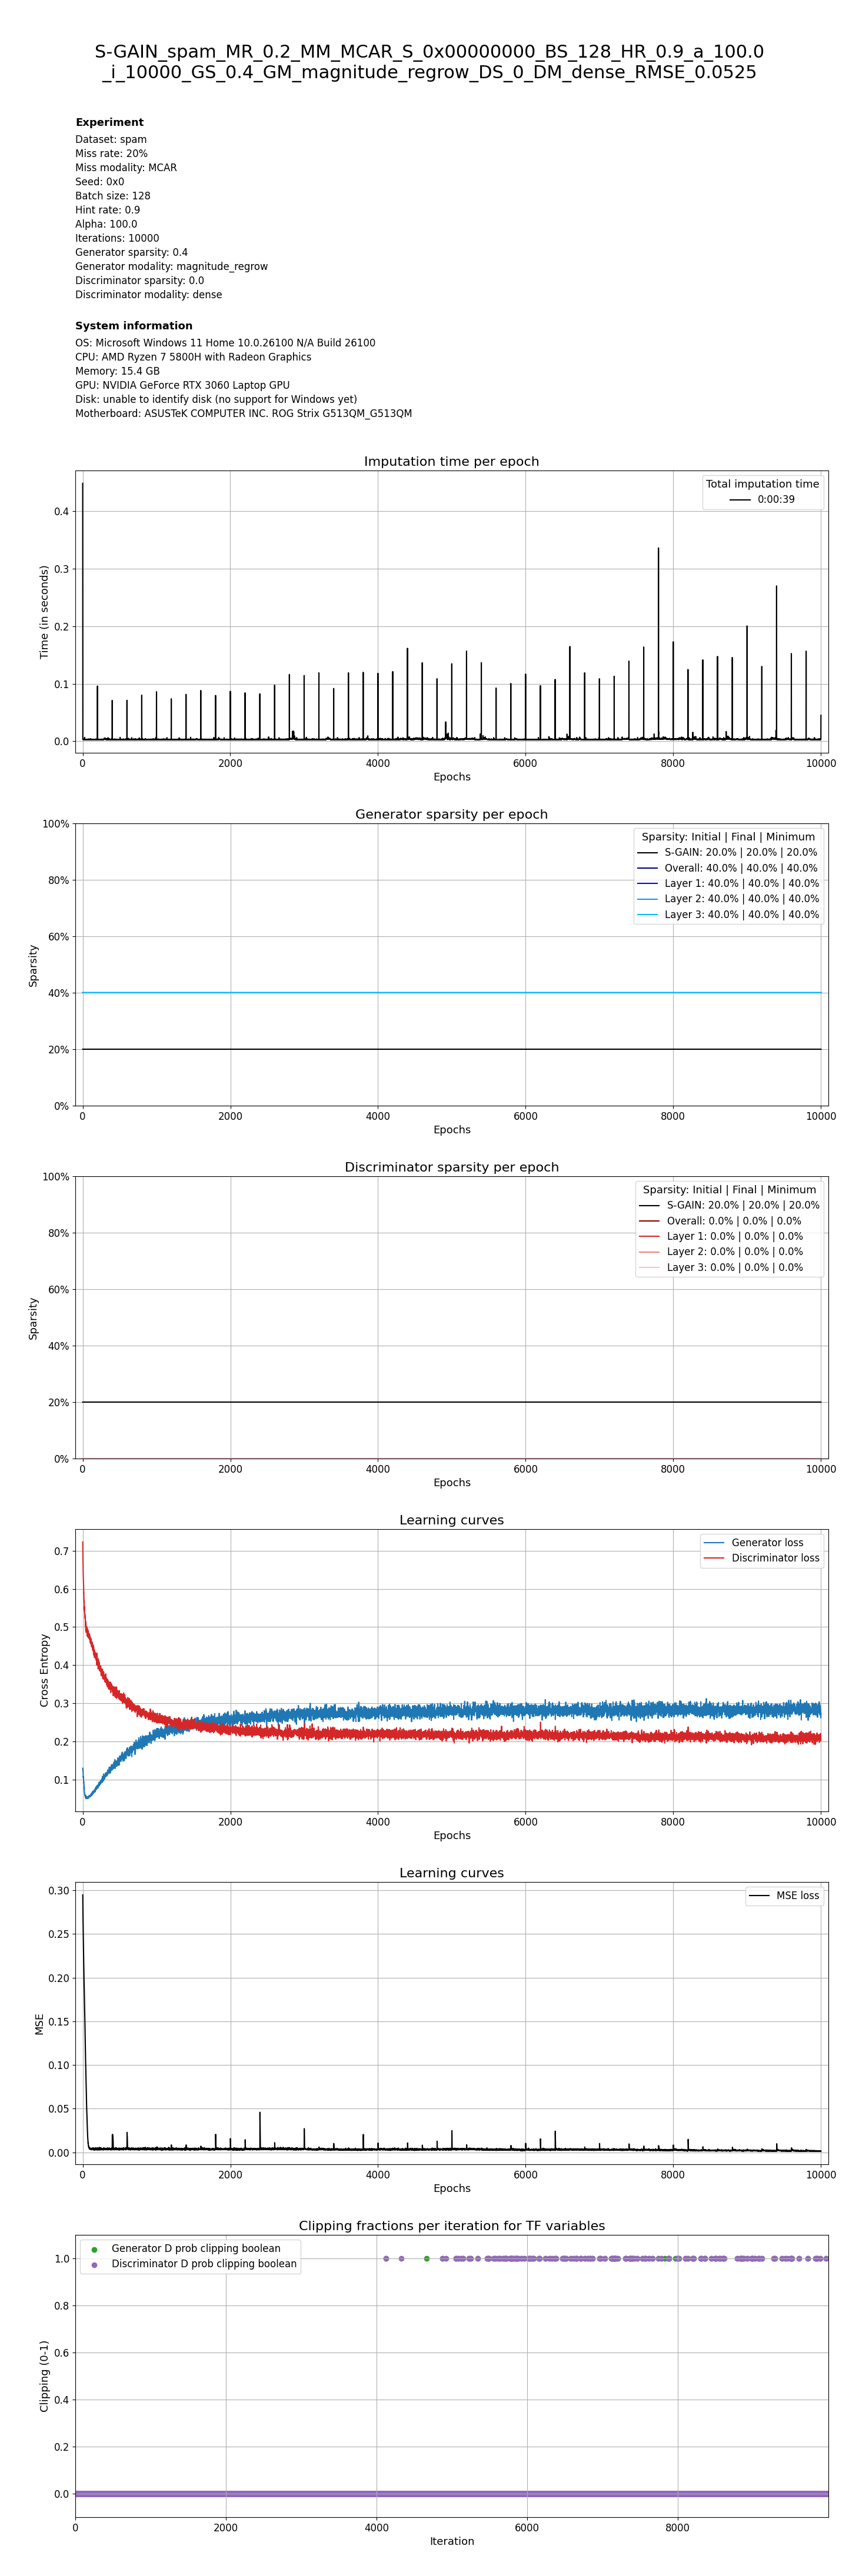 S-GAIN_spam_MR_0.2_MM_MCAR_S_0x00000000_BS_128_HR_0.9_a_100.0
_i_10000_GS_0.4_GM_magnitude_regrow_DS_0_DM_dense_RMSE_0.0525
Experiment
Dataset: spam
Miss rate: 20%
Miss modality: MCAR
Seed: 0x0
Batch size: 128
Hint rate: 0.9
Alpha: 100.0
Iterations: 10000
Generator sparsity: 0.4
Generator modality: magnitude_regrow
Discriminator sparsity: 0.0
Discriminator modality: dense
System information
OS: Microsoft Windows 11 Home 10.0.26100 N/A Build 26100
CPU: AMD Ryzen 7 5800H with Radeon Graphics
Memory: 15.4 GB
GPU: NVIDIA GeForce RTX 3060 Laptop GPU
Disk: unable to identify disk (no support for Windows yet)
Motherboard: ASUSTeK COMPUTER INC. ROG Strix G513QM_G513QM
Imputation time per epoch
Total imputation time
0:00:39
Time (in seconds)
0.4
0.3
0.2
0.1
0.0
0 2000 4000 6000 8000 10000
Epochs
Generator sparsity per epoch
Sparsity: Initial | Final | Minimum
S-GAIN: 20.0% | 20.0% | 20.0%
Overall: 40.0% | 40.0% | 40.0%
Layer 1: 40.0% | 40.0% | 40.0%
Layer 2: 40.0% | 40.0% | 40.0%
Layer 3: 40.0% | 40.0% | 40.0%
Sparsity
100%
80%
60%
40%
20%
0%
0 2000 4000 6000 8000 10000
Epochs
Discriminator sparsity per epoch
Sparsity: Initial | Final | Minimum
S-GAIN: 20.0% | 20.0% | 20.0%
Overall: 0.0% | 0.0% | 0.0%
Layer 1: 0.0% | 0.0% | 0.0%
Layer 2: 0.0% | 0.0% | 0.0%
Layer 3: 0.0% | 0.0% | 0.0%
Sparsity
100%
80%
60%
40%
20%
0%
0 2000 4000 6000 8000 10000
Epochs
Learning curves
Generator loss
Discriminator loss
Cross Entropy
0.7
0.6
0.5
0.4
0.3
0.2
0.1
0 2000 4000 6000 8000 10000
Epochs
Learning curves
MSE loss
MSE
0.30
0.25
0.20
0.15
0.10
0.05
0.00
0 2000 4000 6000 8000 10000
Epochs
Clipping fractions per iteration for TF variables
Generator D prob clipping boolean
Discriminator D prob clipping boolean
Clipping (0-1)
1.0
0.8
0.6
0.4
0.2
0.0
0 2000 4000 6000 8000
Iteration